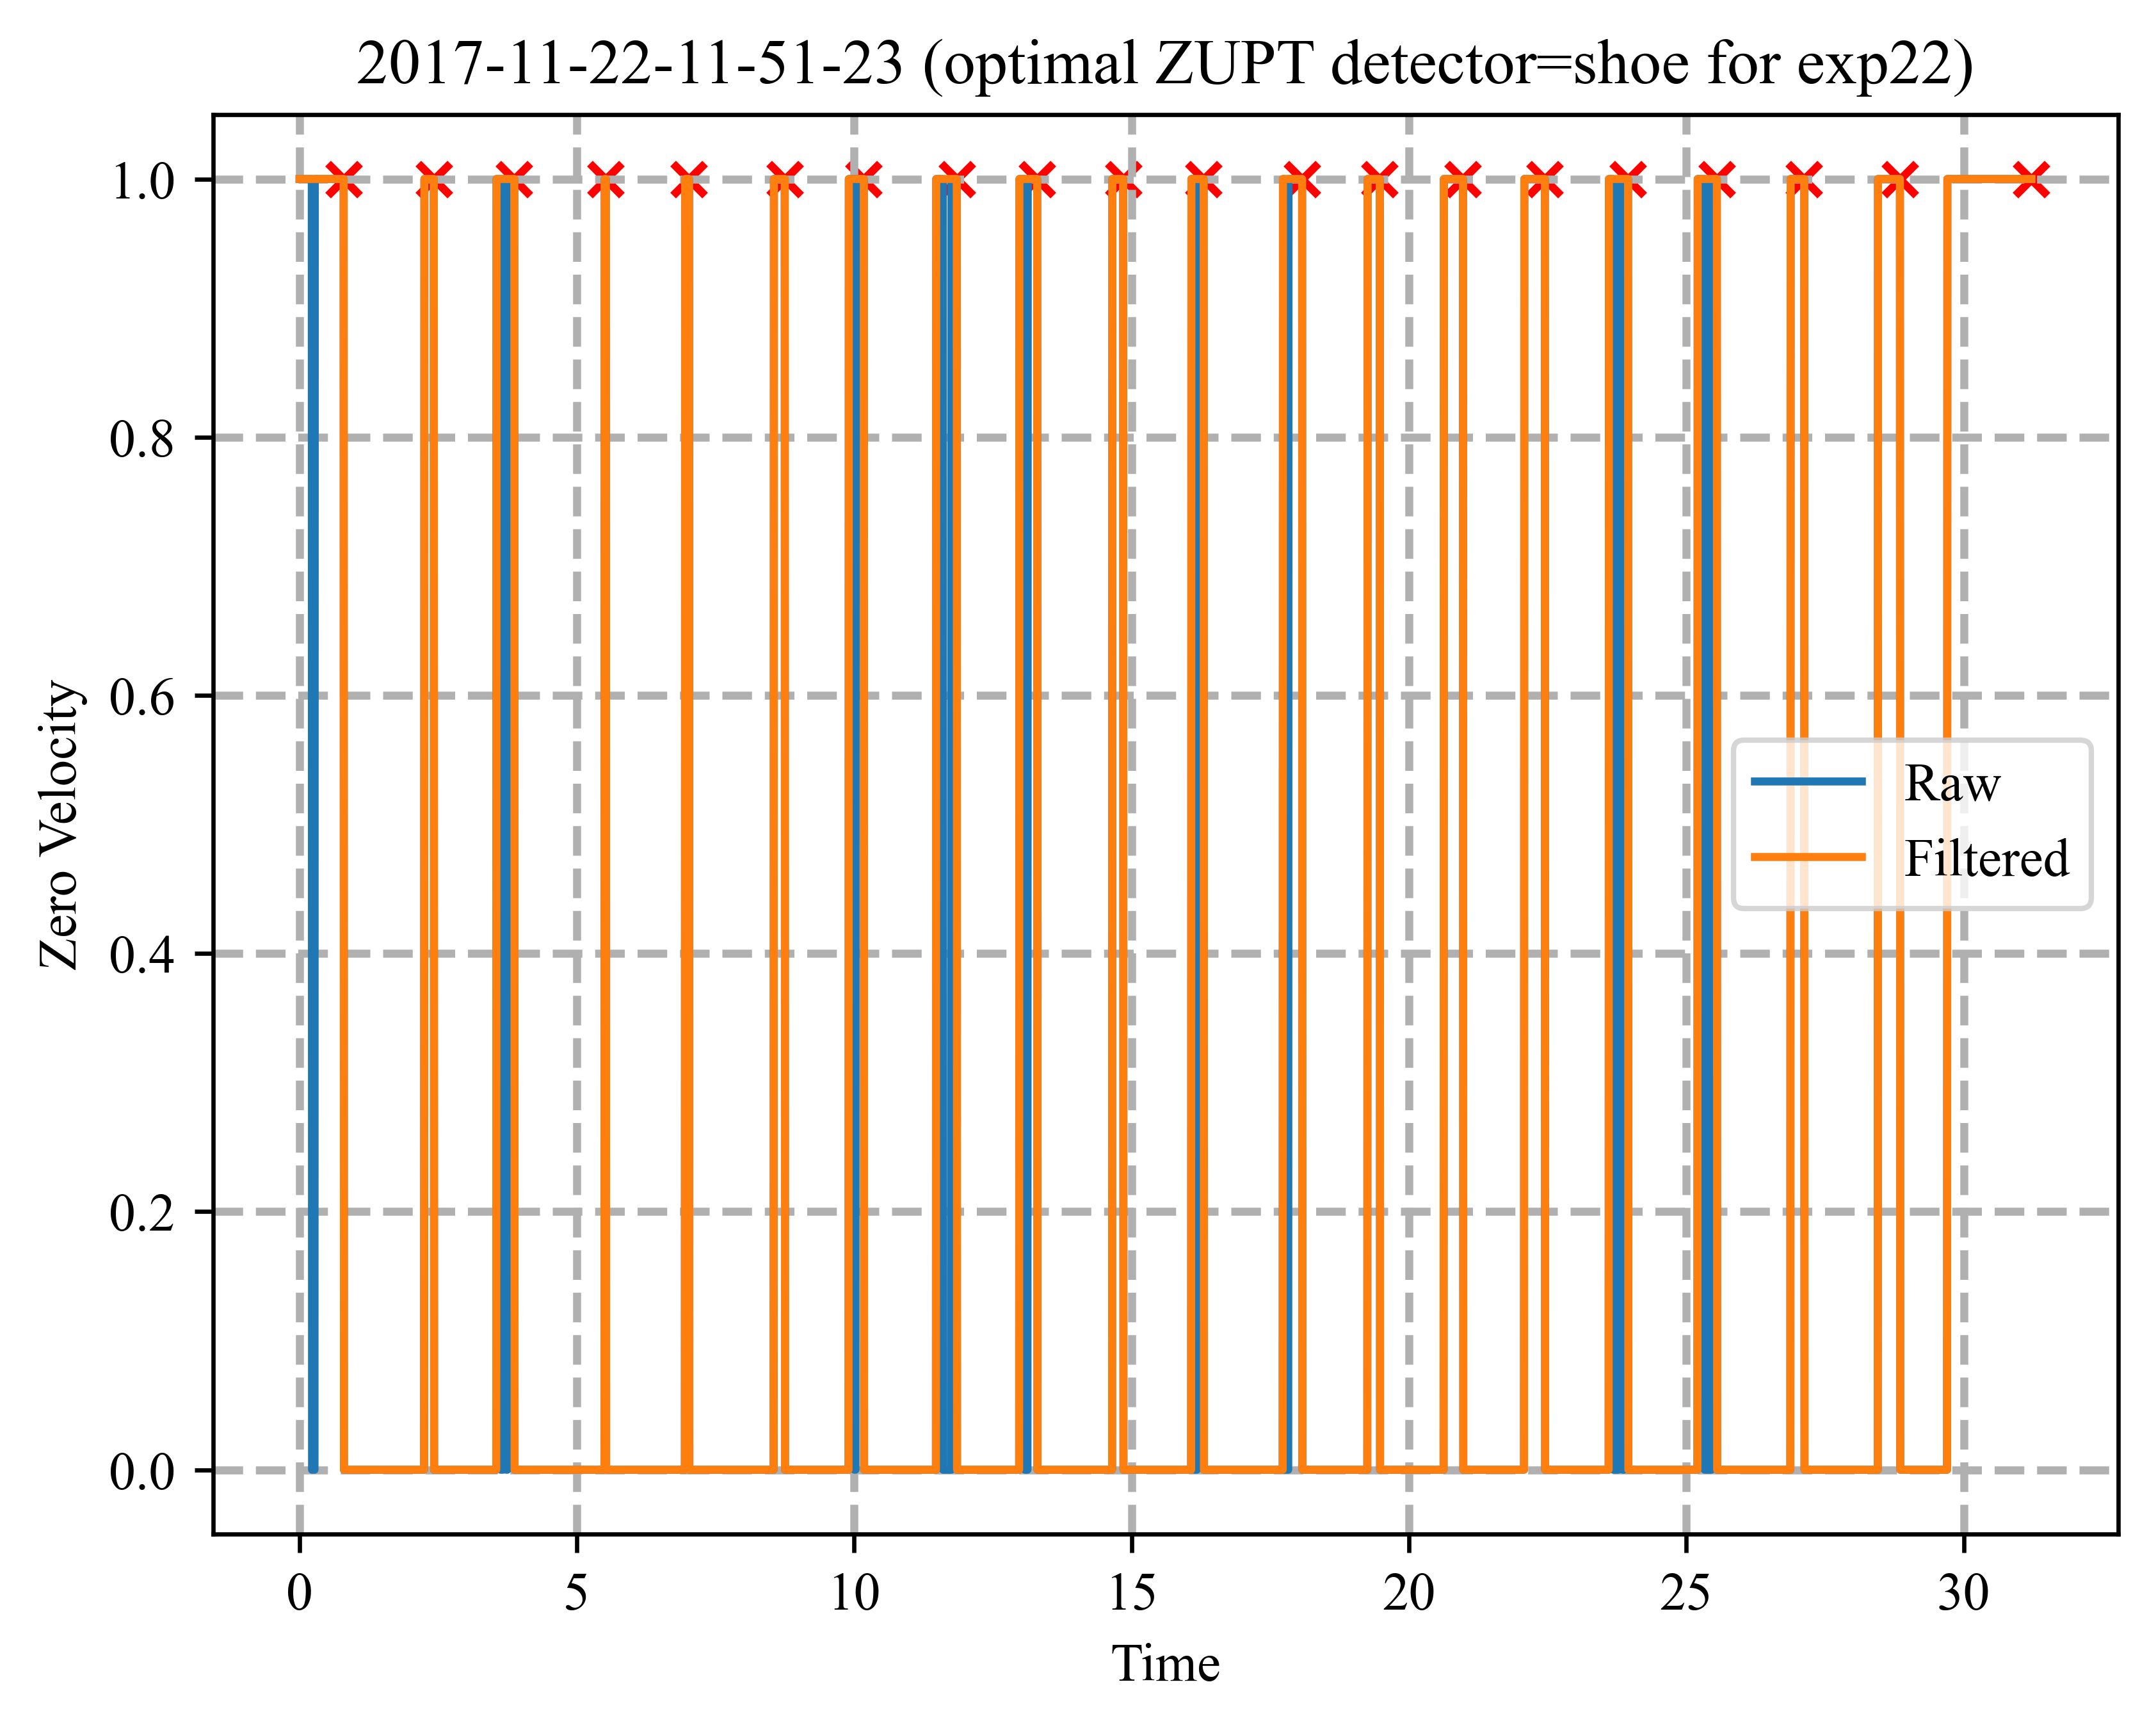 2017-11-22-11-51-23 (optimal ZUPT detector=shoe for exp22)
1.0
0.8
0.6
0.4
0.2
0.0
Zero Velocity
Raw
Filtered
0 5 10 15 20 25 30
Time